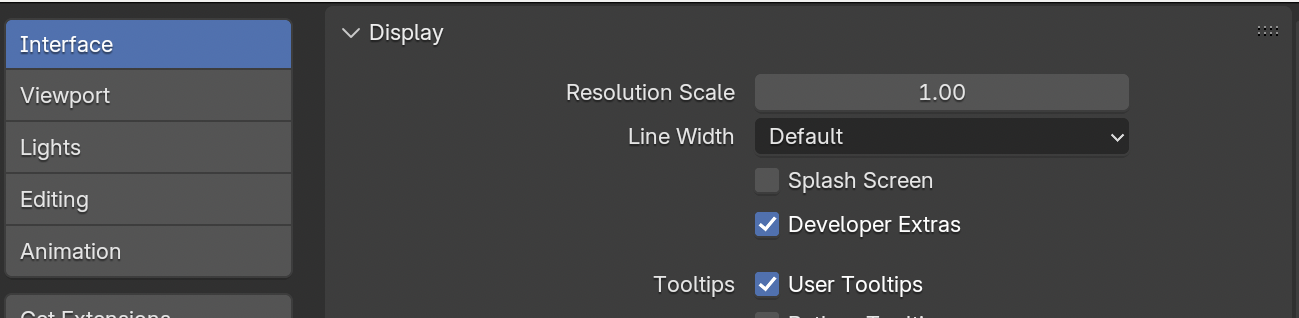 Interface
Viewport
Lights
Editing
Animation
Display
Resolution Scale 1.00
Line Width Default
Splash Screen
Developer Extras
Tooltips User Tooltips